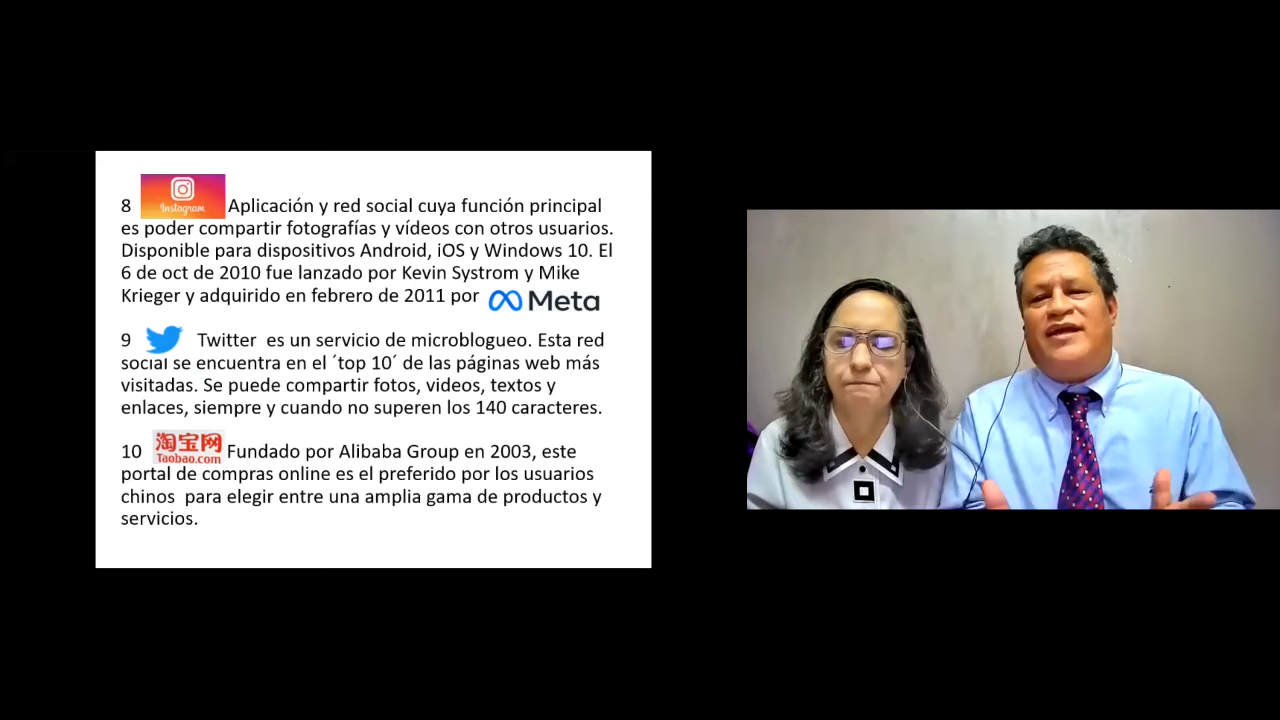 8 Instagram Aplicación y red social cuya función principal
es poder compartir fotografías y vídeos con otros usuarios.
Disponible para dispositivos Android, iOS y Windows 10. El
6 de oct de 2010 fue lanzado por Kevin Systrom y Mike
Krieger y adquirido en febrero de 2011 por Meta
9 Twitter es un servicio de microblogueo. Esta red
social se encuentra en el ´top 10´ de las páginas web más
visitadas. Se puede compartir fotos, videos, textos y
enlaces, siempre y cuando no superen los 140 caracteres.
10 淘宝网 Taobao.com Fundado por Alibaba Group en 2003, este
portal de compras online es el preferido por los usuarios
chinos para elegir entre una amplia gama de productos y
servicios.